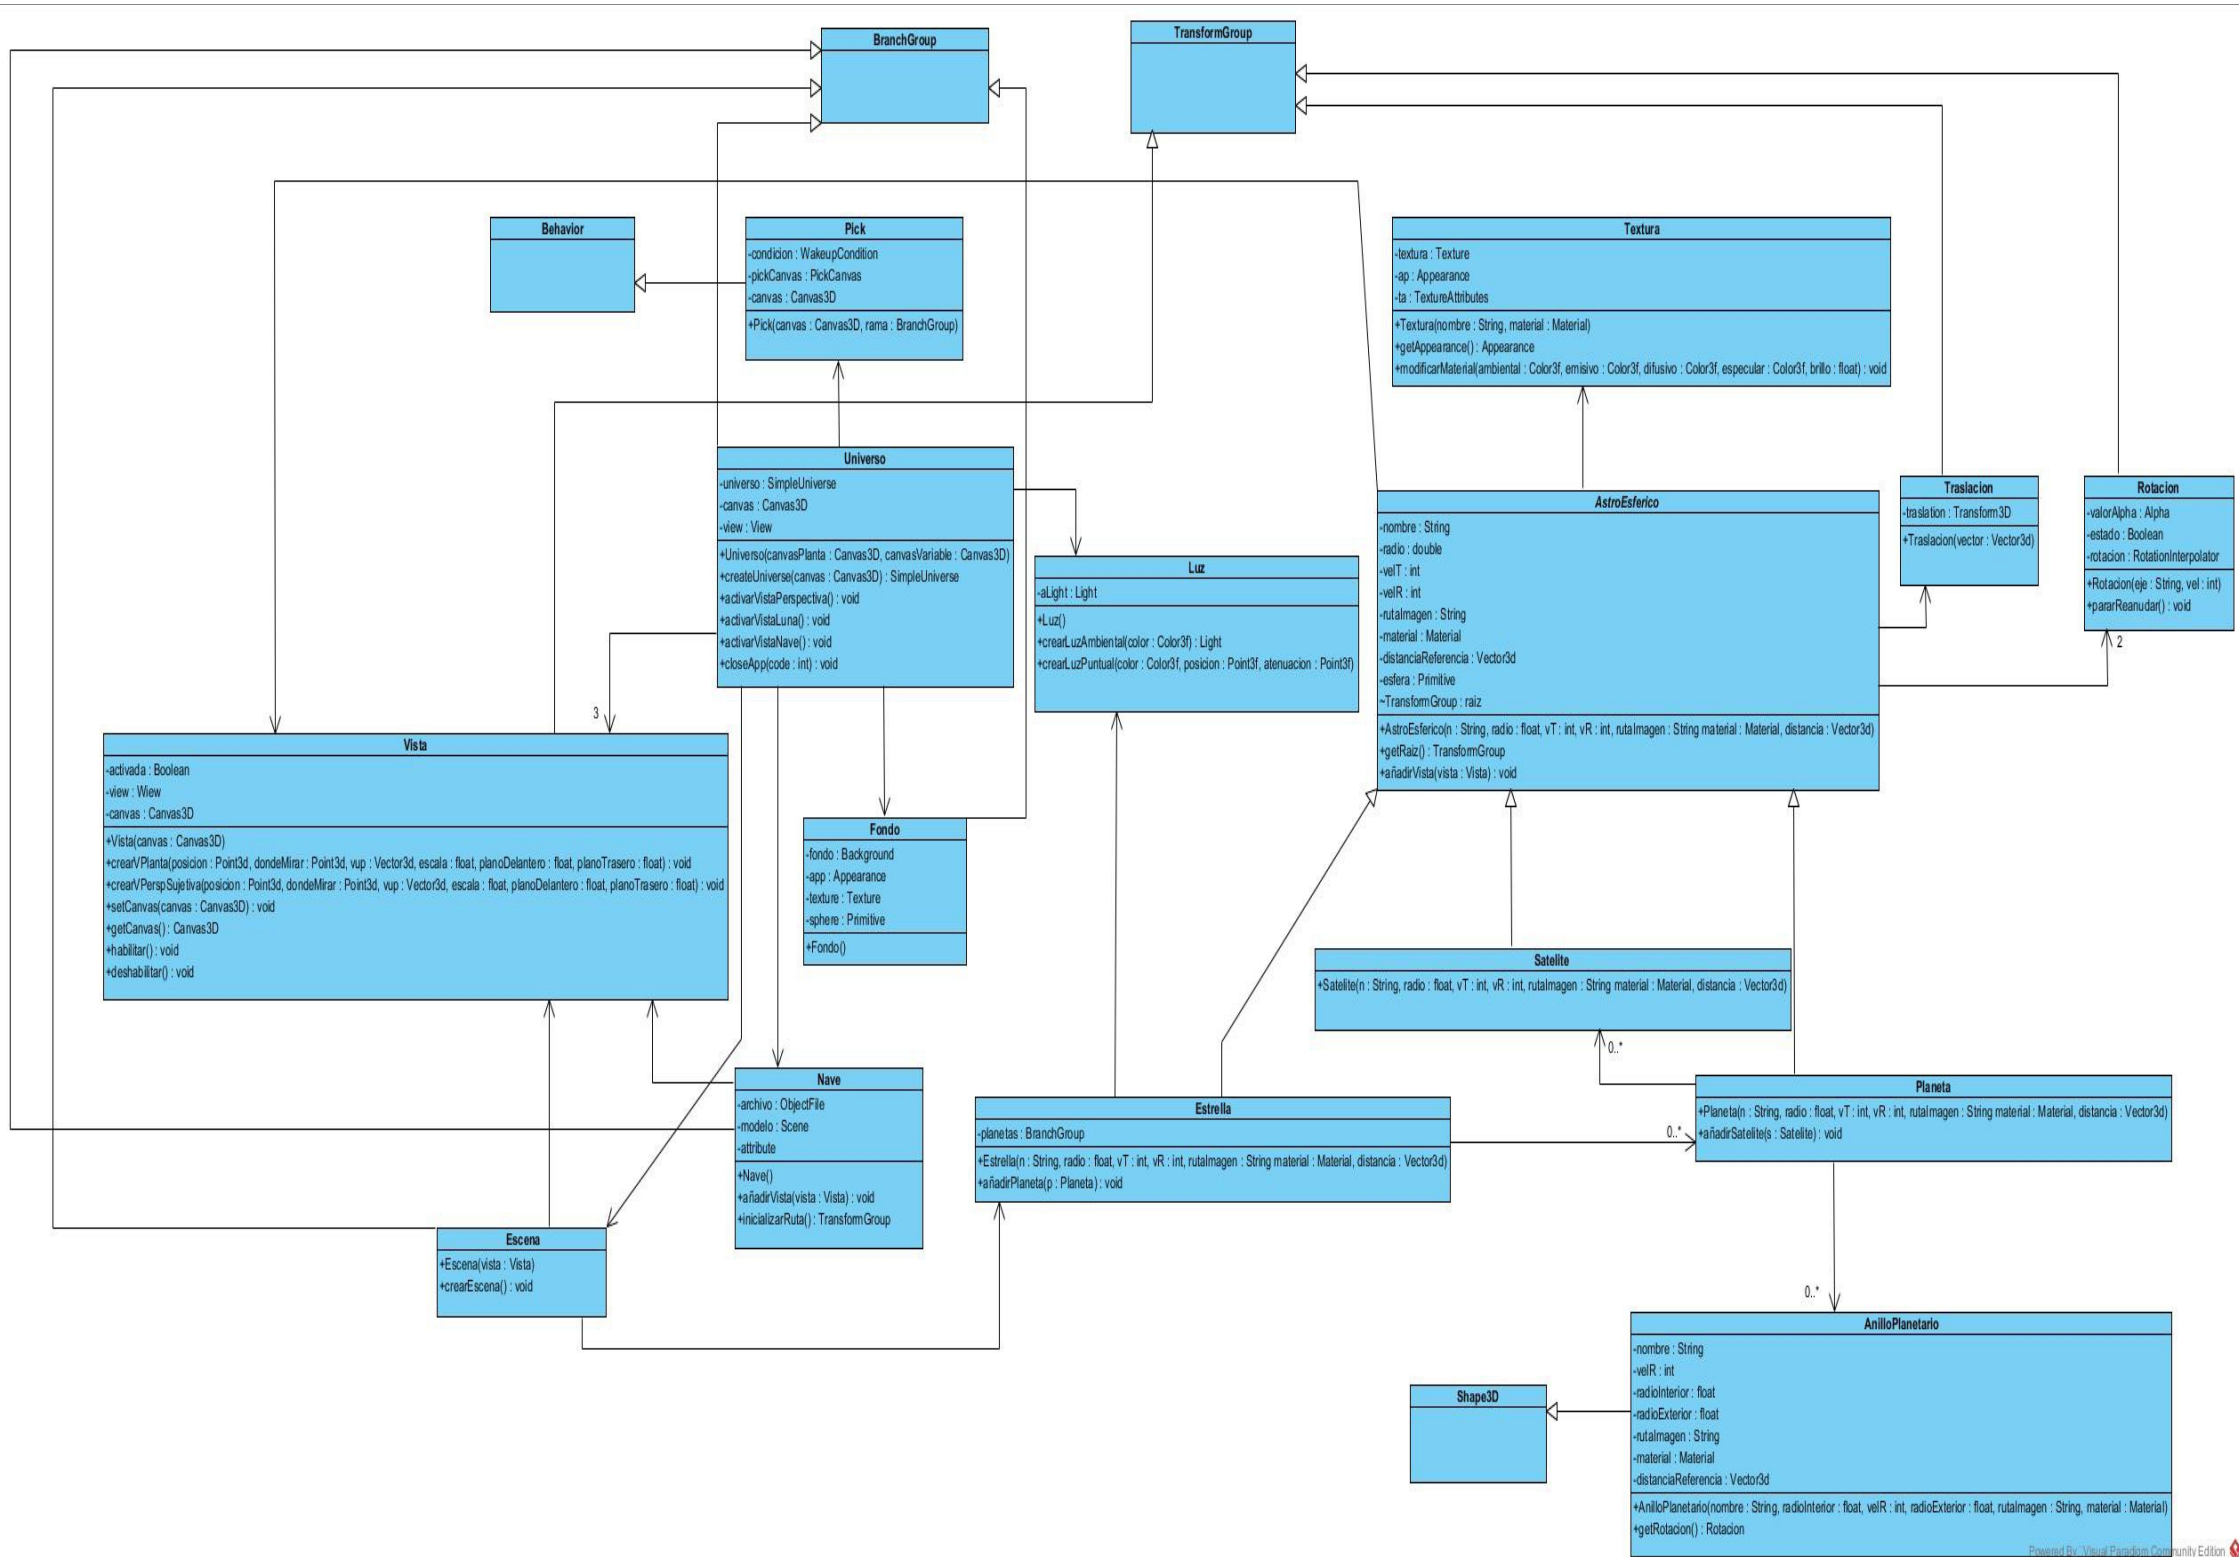 BranchGroup
TransformGroup
Behavior
Pick
-condicion : WakeupCondition
-pickCanvas : PickCanvas
-canvas : Canvas3D
+Pick(canvas : Canvas3D, rama : BranchGroup)
Textura
-textura : Texture
-ap : Appearance
-ta : TextureAttributes
+Textura(nombre : String, material : Material)
+getAppearance() : Appearance
+modificarMaterial(ambiental : Color3f, emisivo : Color3f, difusivo : Color3f, especular : Color3f, brillo : float) : void
Universo
-universo : SimpleUniverse
-canvas : Canvas3D
-view : View
+Universo(canvasPlanta : Canvas3D, canvasVariable : Canvas3D)
+createUniverse(canvas : Canvas3D) : SimpleUniverse
+activarVistaPerspectiva() : void
+activarVistaLuna() : void
+activarVistaNave() : void
+closeApp(code : int) : void
Luz
-aLight : Light
+Luz()
+crearLuzAmbiental(color : Color3f) : Light
+crearLuzPuntual(color : Color3f, posicion : Point3f, atenuacion : Point3f)
AstroEsferico
-nombre : String
-radio : double
-velT : int
-velR : int
-rutaImagen : String
-material : Material
-distanciaReferencia : Vector3d
-esfera : Primitive
~TransformGroup : raiz
+AstroEsferico(n : String, radio : float, vT : int, vR : int, rutaImagen : String material : Material, distancia : Vector3d)
+getRaiz() : TransformGroup
+añadirVista(vista : Vista) : void
Traslacion
-traslation : Transform3D
+Traslacion(vector : Vector3d)
Rotacion
-valorAlpha : Alpha
-estado : Boolean
-rotacion : RotationInterpolator
+Rotacion(eje : String, vel : int)
+pararReanudar() : void
2
3
Vista
-activada : Boolean
-view : Wiew
-canvas : Canvas3D
+Vista(canvas : Canvas3D)
+crearVPlanta(posicion : Point3d, dondeMirar : Point3d, vup : Vector3d, escala : float, planoDelantero : float, planoTrasero : float) : void
+crearVPerspSujetiva(posicion : Point3d, dondeMirar : Point3d, vup : Vector3d, escala : float, planoDelantero : float, planoTrasero : float) : void
+setCanvas(canvas : Canvas3D) : void
+getCanvas() : Canvas3D
+habilitar() : void
+deshabilitar() : void
Fondo
-fondo : Background
-app : Appearance
-texture : Texture
-sphere : Primitive
+Fondo()
Satelite
+Satelite(n : String, radio : float, vT : int, vR : int, rutaImagen : String material : Material, distancia : Vector3d)
0..*
Nave
-archivo : ObjectFile
-modelo : Scene
-attribute
+Nave()
+añadirVista(vista : Vista) : void
+inicializarRuta() : TransformGroup
Estrella
-planetas : BranchGroup
+Estrella(n : String, radio : float, vT : int, vR : int, rutaImagen : String material : Material, distancia : Vector3d)
+añadirPlaneta(p : Planeta) : void
0..*
Planeta
+Planeta(n : String, radio : float, vT : int, vR : int, rutaImagen : String material : Material, distancia : Vector3d)
+añadirSatelite(s : Satelite) : void
Escena
+Escena(vista : Vista)
+crearEscena() : void
0..*
AnilloPlanetario
-nombre : String
-velR : int
-radioInterior : float
-radioExterior : float
-rutaImagen : String
-material : Material
-distanciaReferencia : Vector3d
+AnilloPlanetario(nombre : String, radioInterior : float, velR : int, radioExterior : float, rutaImagen : String, material : Material)
+getRotacion() : Rotacion
Shape3D
Powered By Visual Paradigm Community Edition